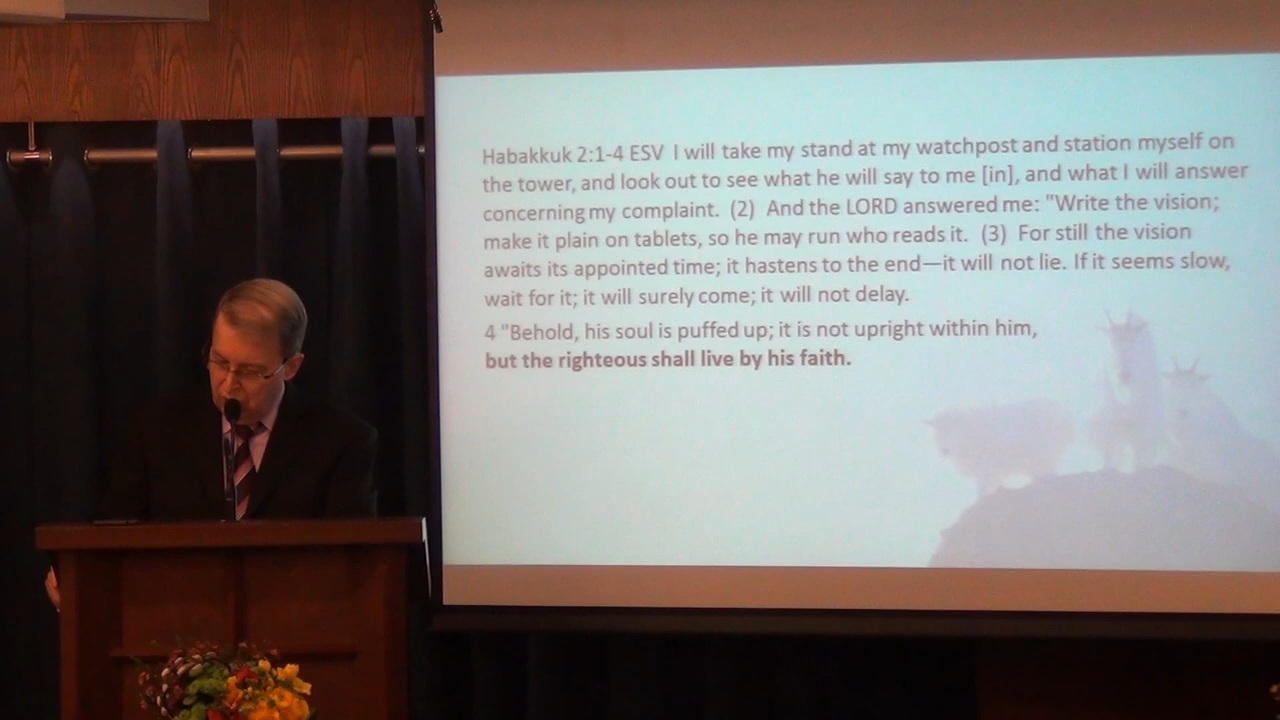 Habakkuk 2:1-4 ESV I will take my stand at my watchpost and station myself on
the tower, and look out to see what he will say to me [in], and what I will answer
concerning my complaint. (2) And the LORD answered me: "Write the vision;
make it plain on tablets, so he may run who reads it. (3) For still the vision
awaits its appointed time; it hastens to the end—it will not lie. If it seems slow,
wait for it; it will surely come; it will not delay.
4 "Behold, his soul is puffed up; it is not upright within him,
but the righteous shall live by his faith.